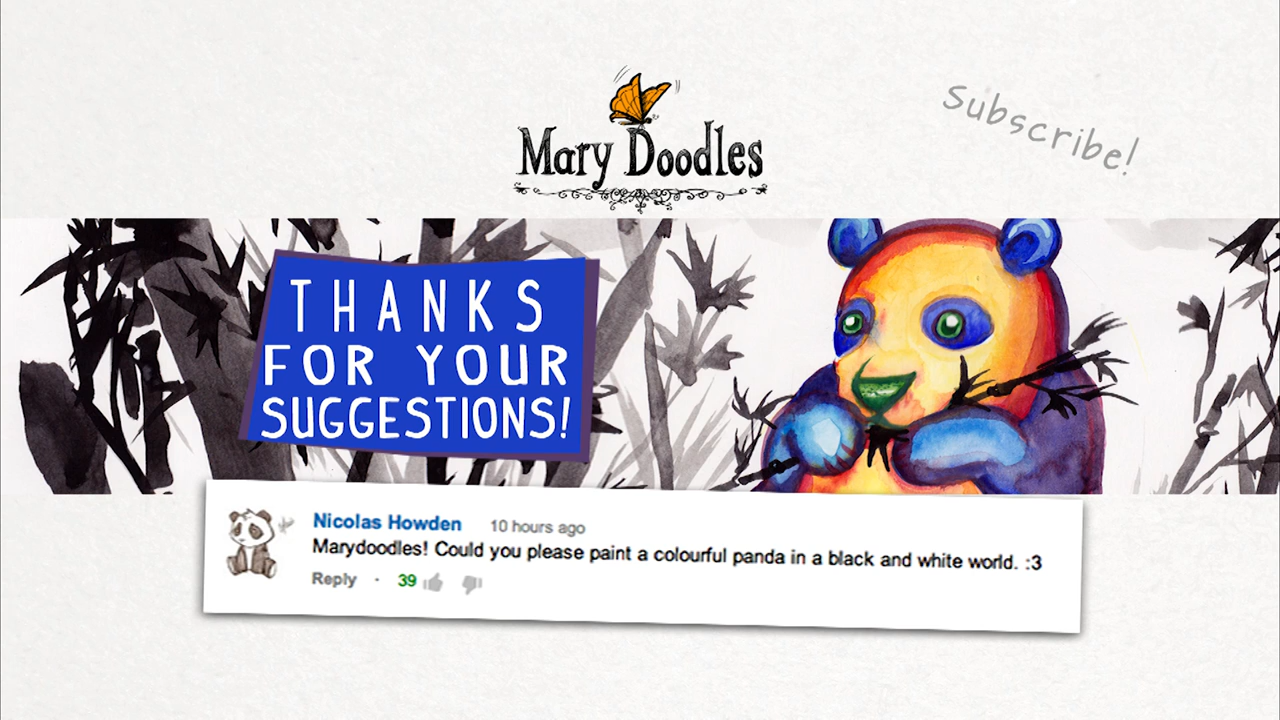 Mary Doodles
Subscribe!
THANKS
FOR YOUR
SUGGESTIONS!
Nicolas Howden 10 hours ago
Marydoodles! Could you please paint a colourful panda in a black and white world. :3
Reply · 39